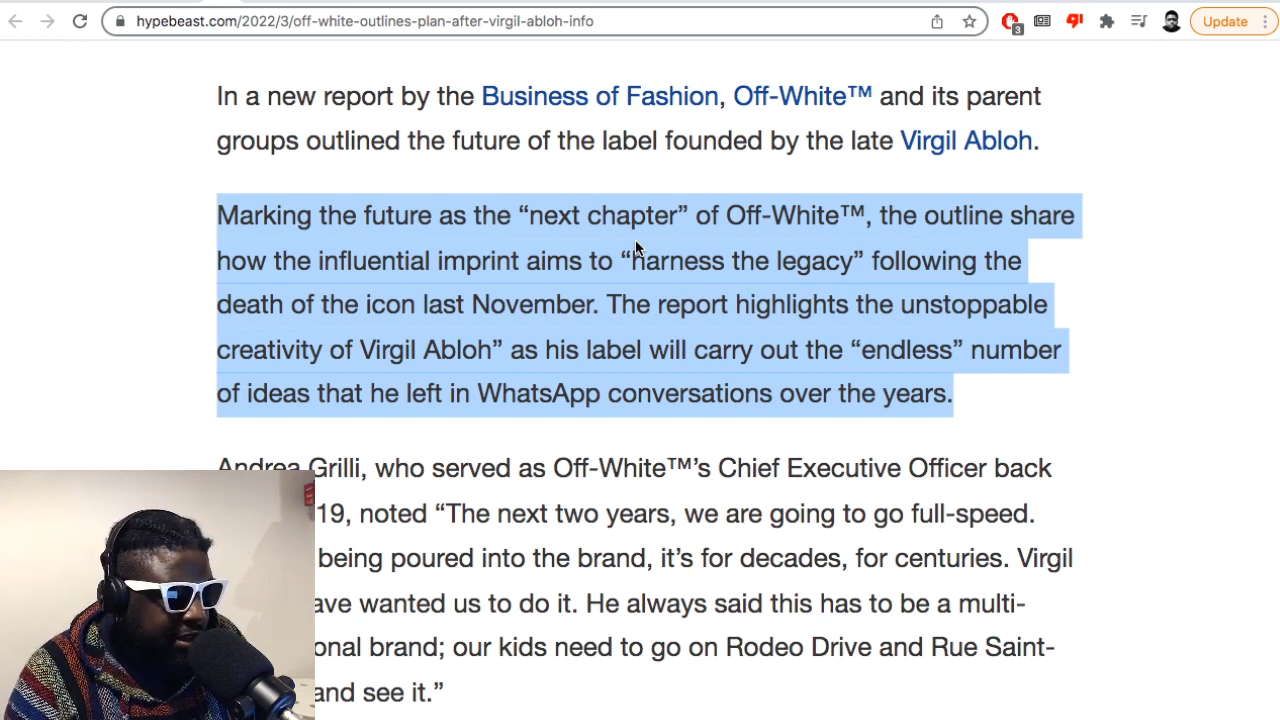 hypebeast.com/2022/3/off-white-outlines-plan-after-virgil-abloh-info
3
Update
In a new report by the Business of Fashion, Off-White™ and its parent
groups outlined the future of the label founded by the late Virgil Abloh.
Marking the future as the “next chapter” of Off-White™, the outline share
how the influential imprint aims to “harness the legacy” following the
death of the icon last November. The report highlights the unstoppable
creativity of Virgil Abloh” as his label will carry out the “endless” number
of ideas that he left in WhatsApp conversations over the years.
Andrea Grilli, who served as Off-White™’s Chief Executive Officer back
19, noted “The next two years, we are going to go full-speed.
being poured into the brand, it’s for decades, for centuries. Virgil
ave wanted us to do it. He always said this has to be a multi-
onal brand; our kids need to go on Rodeo Drive and Rue Saint-
and see it.”